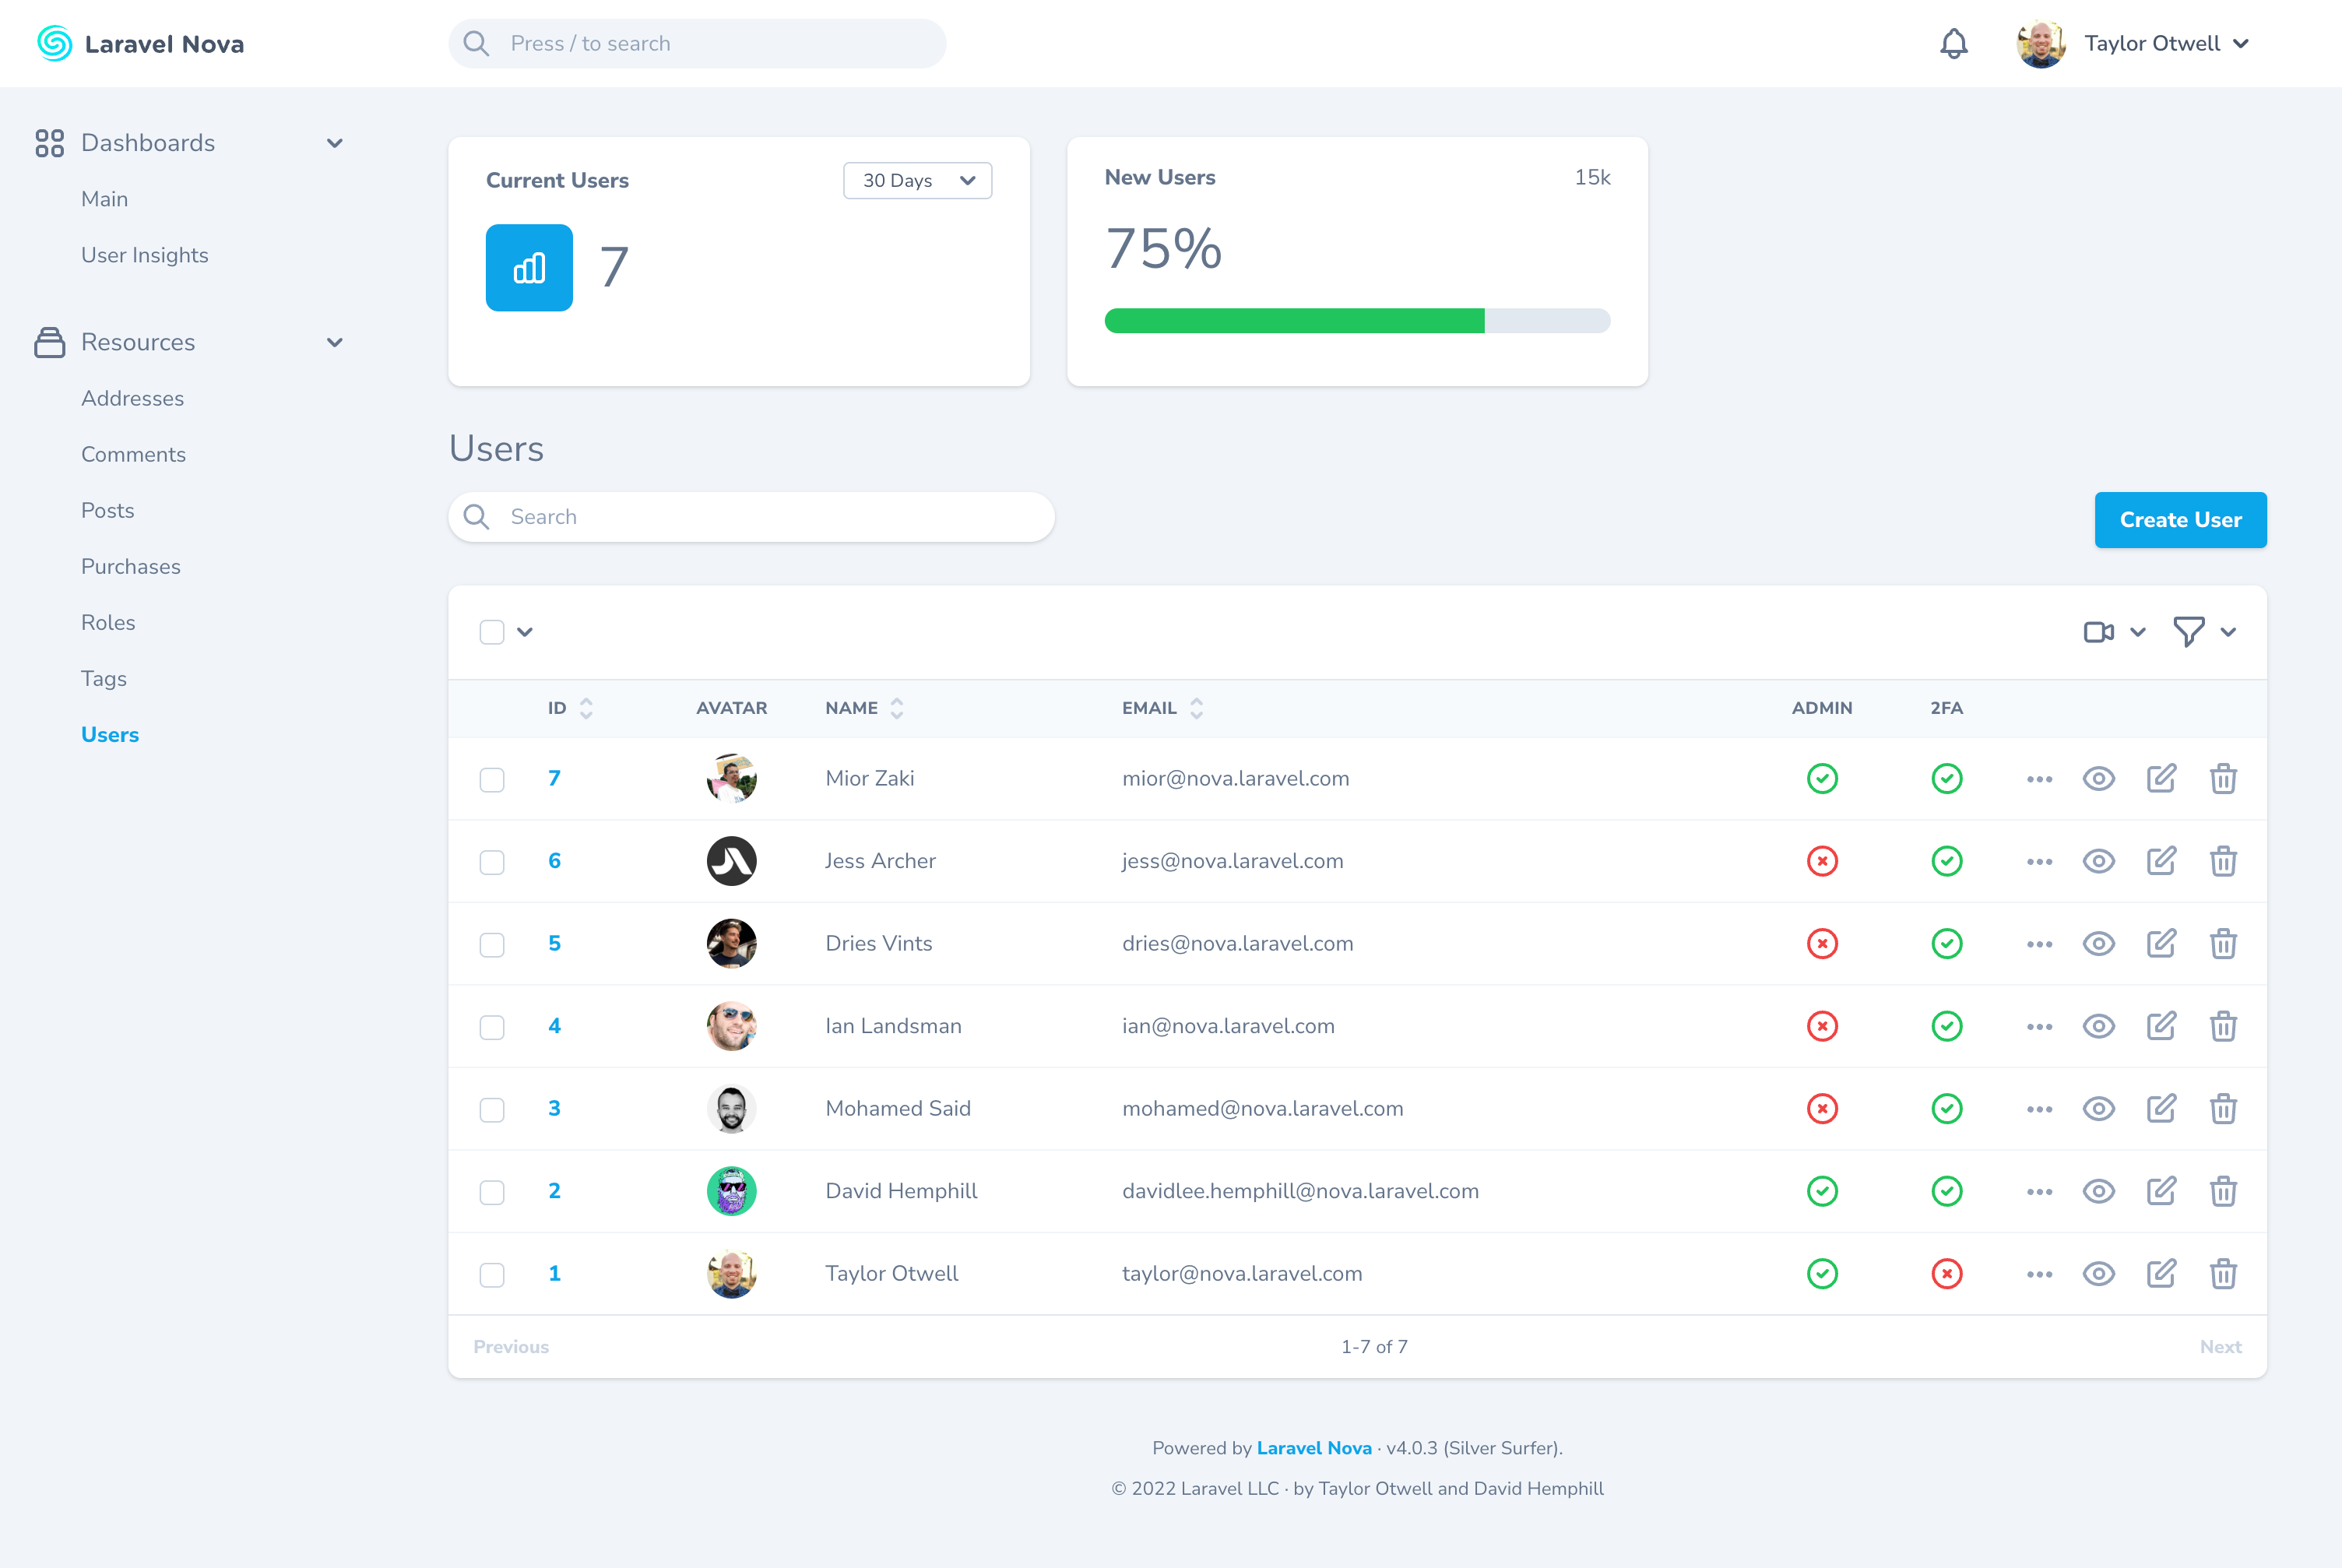 Laravel Nova
Press / to search
Taylor Otwell
Dashboards
Main
User Insights
Resources
Addresses
Comments
Posts
Purchases
Roles
Tags
Users
Current Users
30 Days
7
New Users
15k
75%
Users
Search
Create User
ID AVATAR NAME EMAIL ADMIN 2FA
7 Mior Zaki mior@nova.laravel.com
6 Jess Archer jess@nova.laravel.com
5 Dries Vints dries@nova.laravel.com
4 Ian Landsman ian@nova.laravel.com
3 Mohamed Said mohamed@nova.laravel.com
2 David Hemphill davidlee.hemphill@nova.laravel.com
1 Taylor Otwell taylor@nova.laravel.com
Previous 1-7 of 7 Next
Powered by Laravel Nova · v4.0.3 (Silver Surfer).
© 2022 Laravel LLC · by Taylor Otwell and David Hemphill